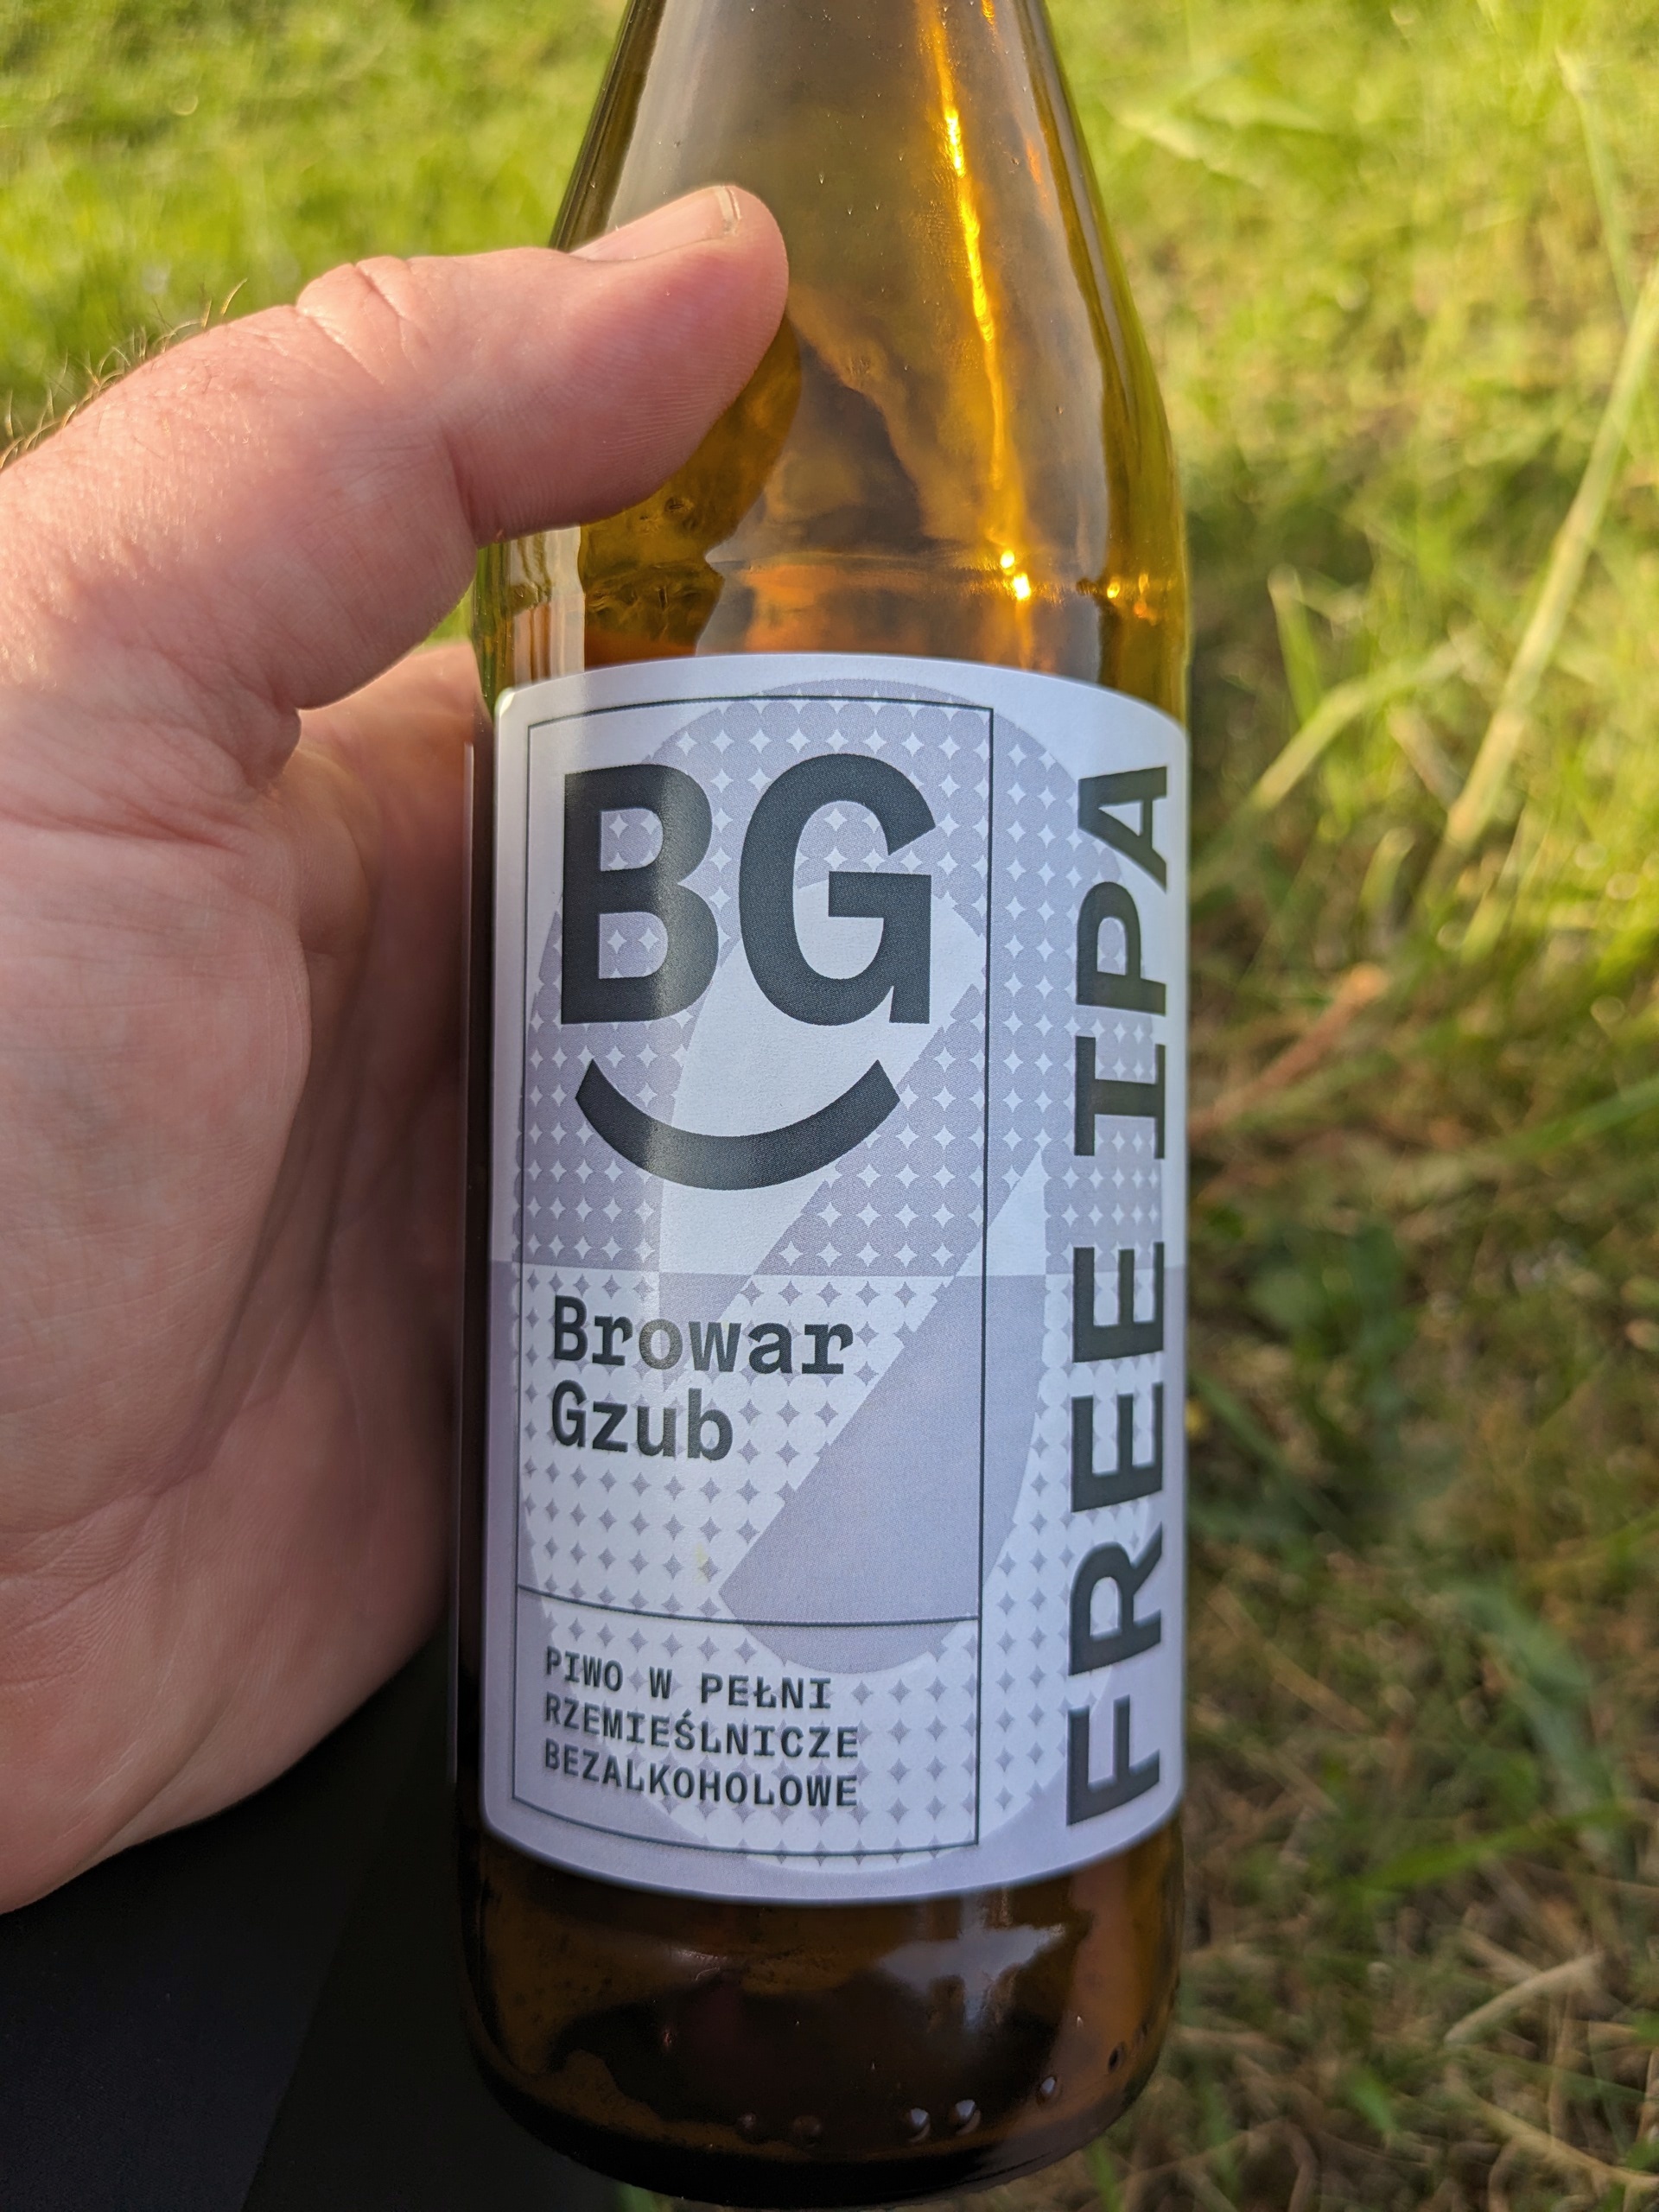 BG
Browar
Gzub
PIWO W PEŁNI
RZEMIEŚLNICZE
BEZALKOHOLOWE
FREE IPA